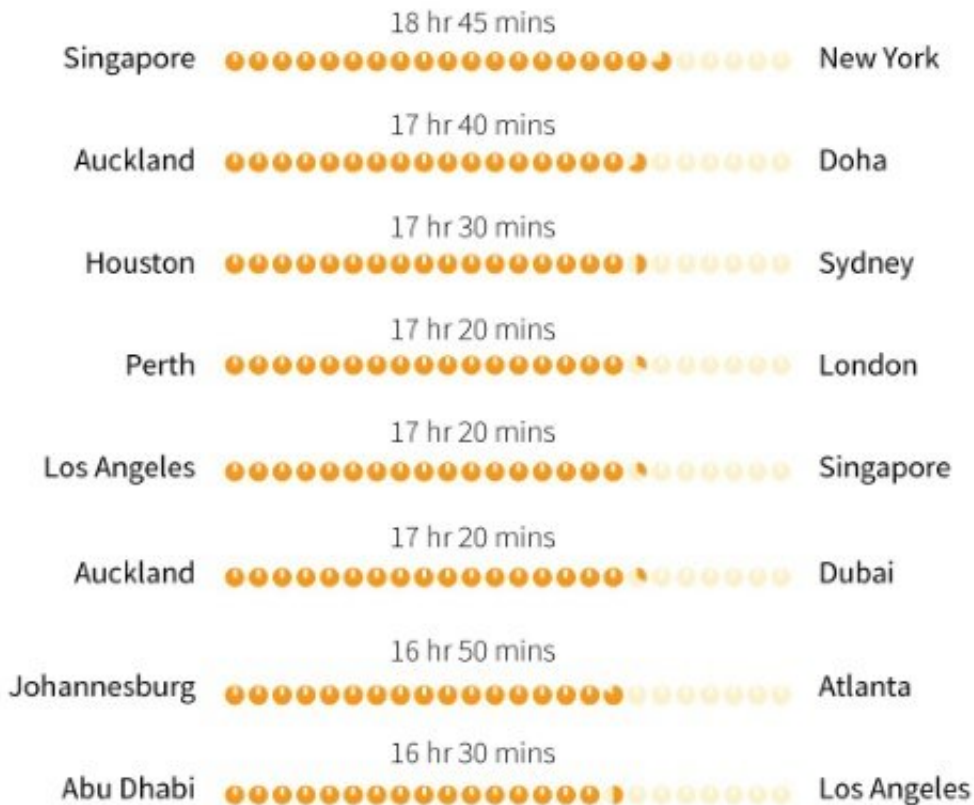 18 hr 45 mins
Singapore New York
17 hr 40 mins
Auckland Doha
17 hr 30 mins
Houston Sydney
17 hr 20 mins
Perth London
17 hr 20 mins
Los Angeles Singapore
17 hr 20 mins
Auckland Dubai
16 hr 50 mins
Johannesburg Atlanta
16 hr 30 mins
Abu Dhabi Los Angeles